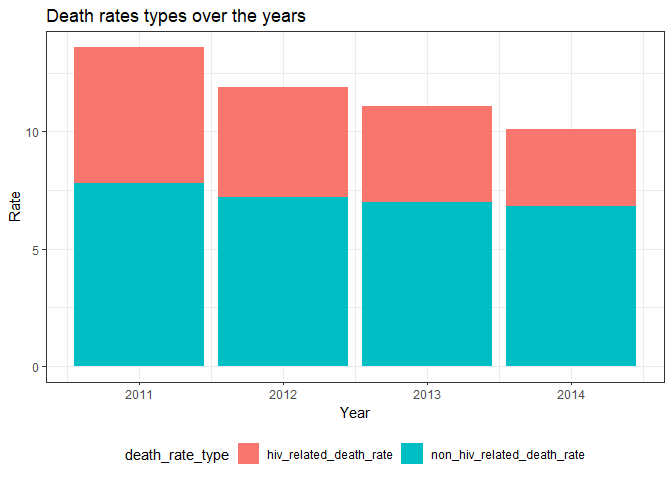 Death rates types over the years
Rate
10
5
0
2011 2012 2013 2014
Year
death_rate_type hiv_related_death_rate non_hiv_related_death_rate